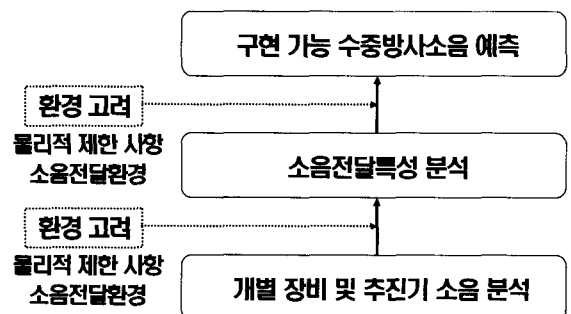 구현 가능 수중방사소음 예측
환경 고려
물리적 제한 사항
소음전달환경
소음전달특성 분석
환경 고려
물리적 제한 사항
소음전달환경
개별 장비 및 추진기 소음 분석